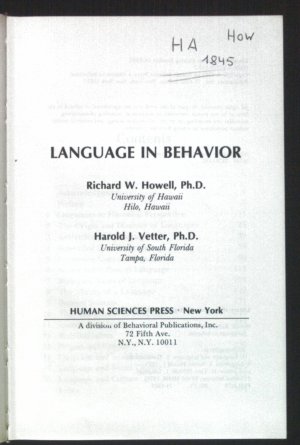 HA How
1845
LANGUAGE IN BEHAVIOR
Richard W. Howell, Ph.D.
University of Hawaii
Hilo, Hawaii
Harold J. Vetter, Ph.D.
University of South Florida
Tampa, Florida
HUMAN SCIENCES PRESS · New York
A division of Behavioral Publications, Inc.
72 Fifth Ave.
N.Y., N.Y. 10011